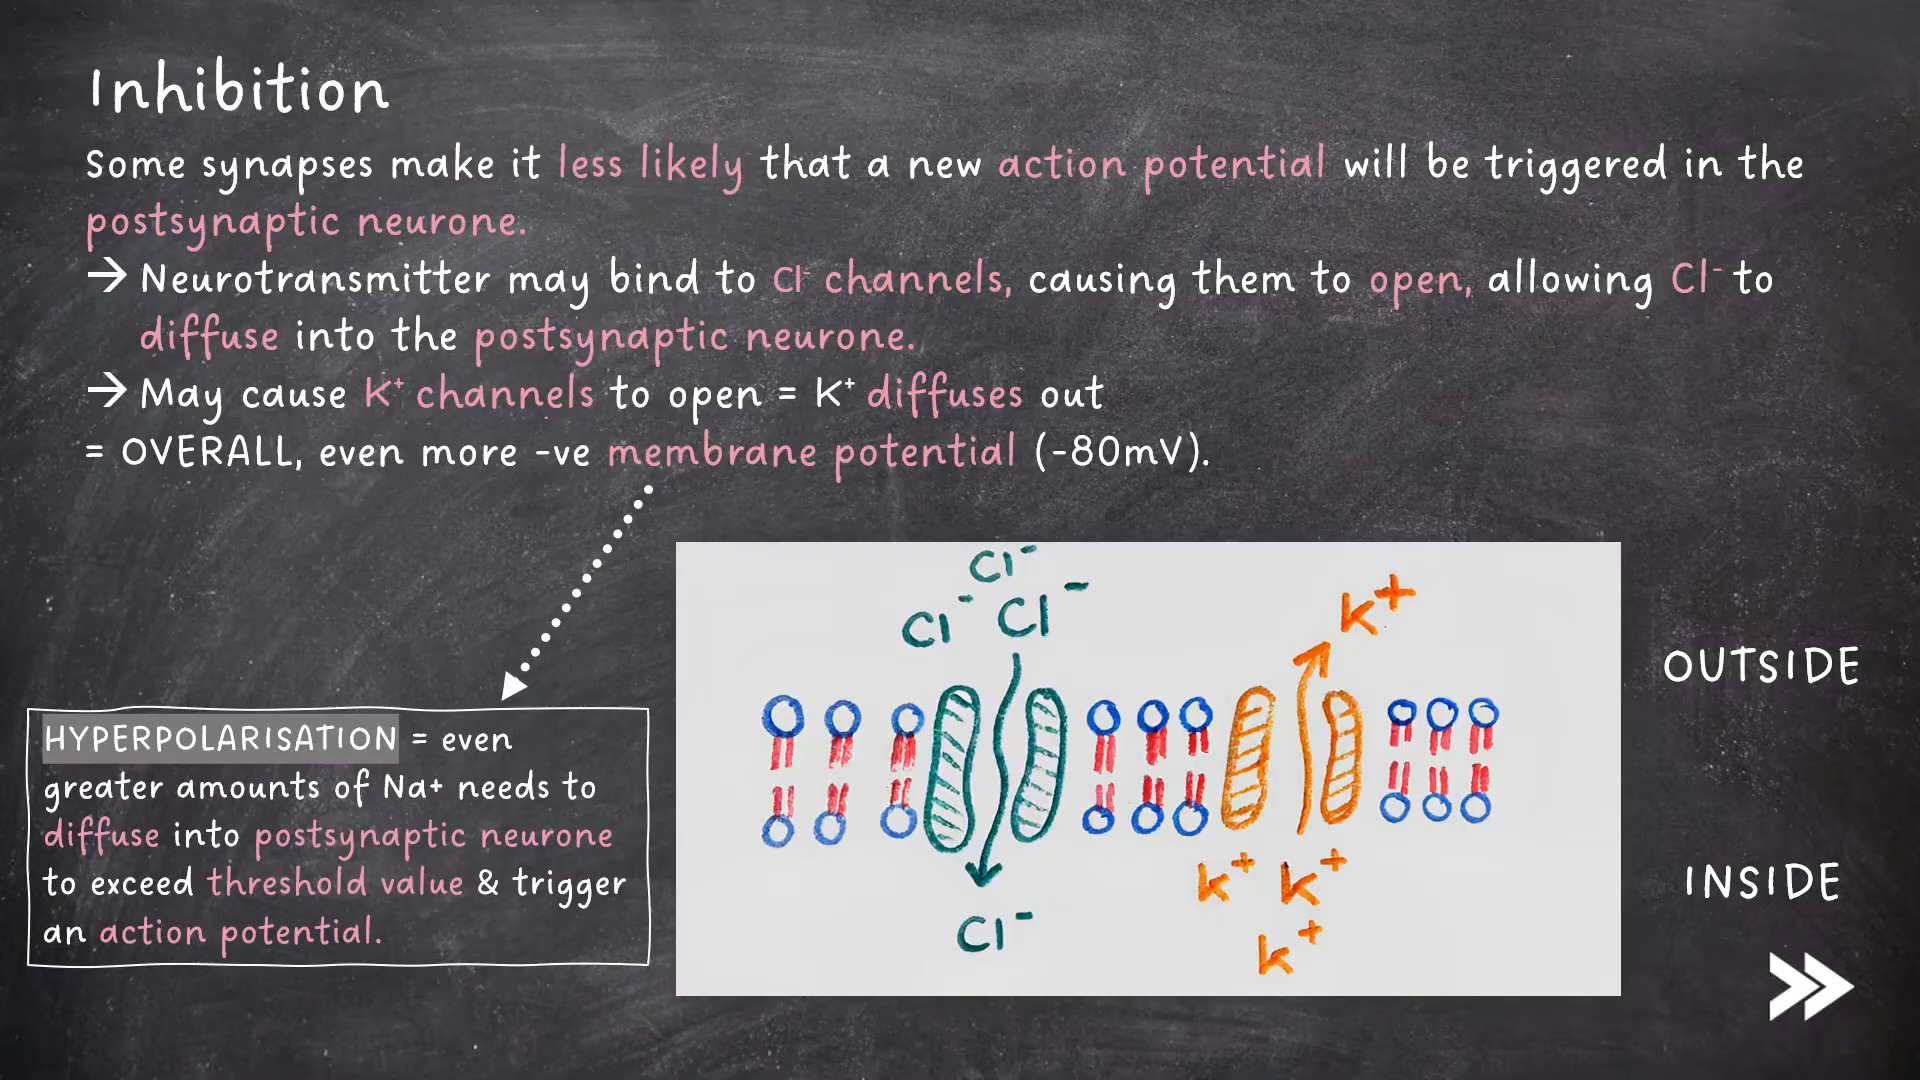 Inhibition
Some synapses make it less likely that a new action potential will be triggered in the
postsynaptic neurone.
→ Neurotransmitter may bind to Cl⁻ channels, causing them to open, allowing Cl⁻ to
diffuse into the postsynaptic neurone.
→ May cause K⁺ channels to open = K⁺ diffuses out
= OVERALL, even more -ve membrane potential (-80mV).
Cl⁻
Cl⁻ Cl⁻
K⁺
OUTSIDE
HYPERPOLARISATION = even
greater amounts of Na+ needs to
diffuse into postsynaptic neurone
to exceed threshold value & trigger
an action potential.
K⁺ K⁺
INSIDE
Cl⁻
K⁺